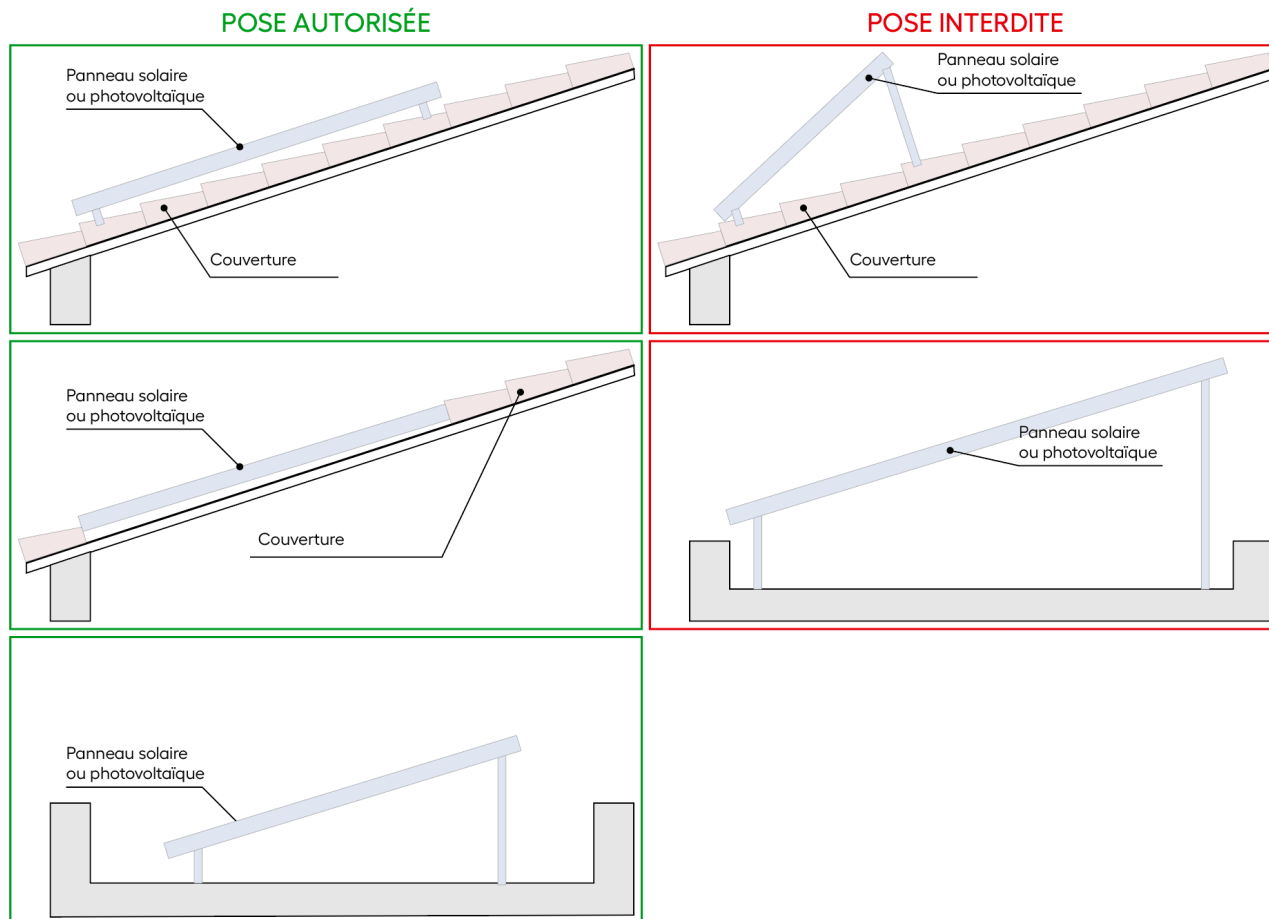 POSE AUTORISÉE
POSE INTERDITE
Panneau solaire
ou photovoltaïque
Couverture
Panneau solaire
ou photovoltaïque
Couverture
Panneau solaire
ou photovoltaïque
Couverture
Panneau solaire
ou photovoltaïque
Panneau solaire
ou photovoltaïque